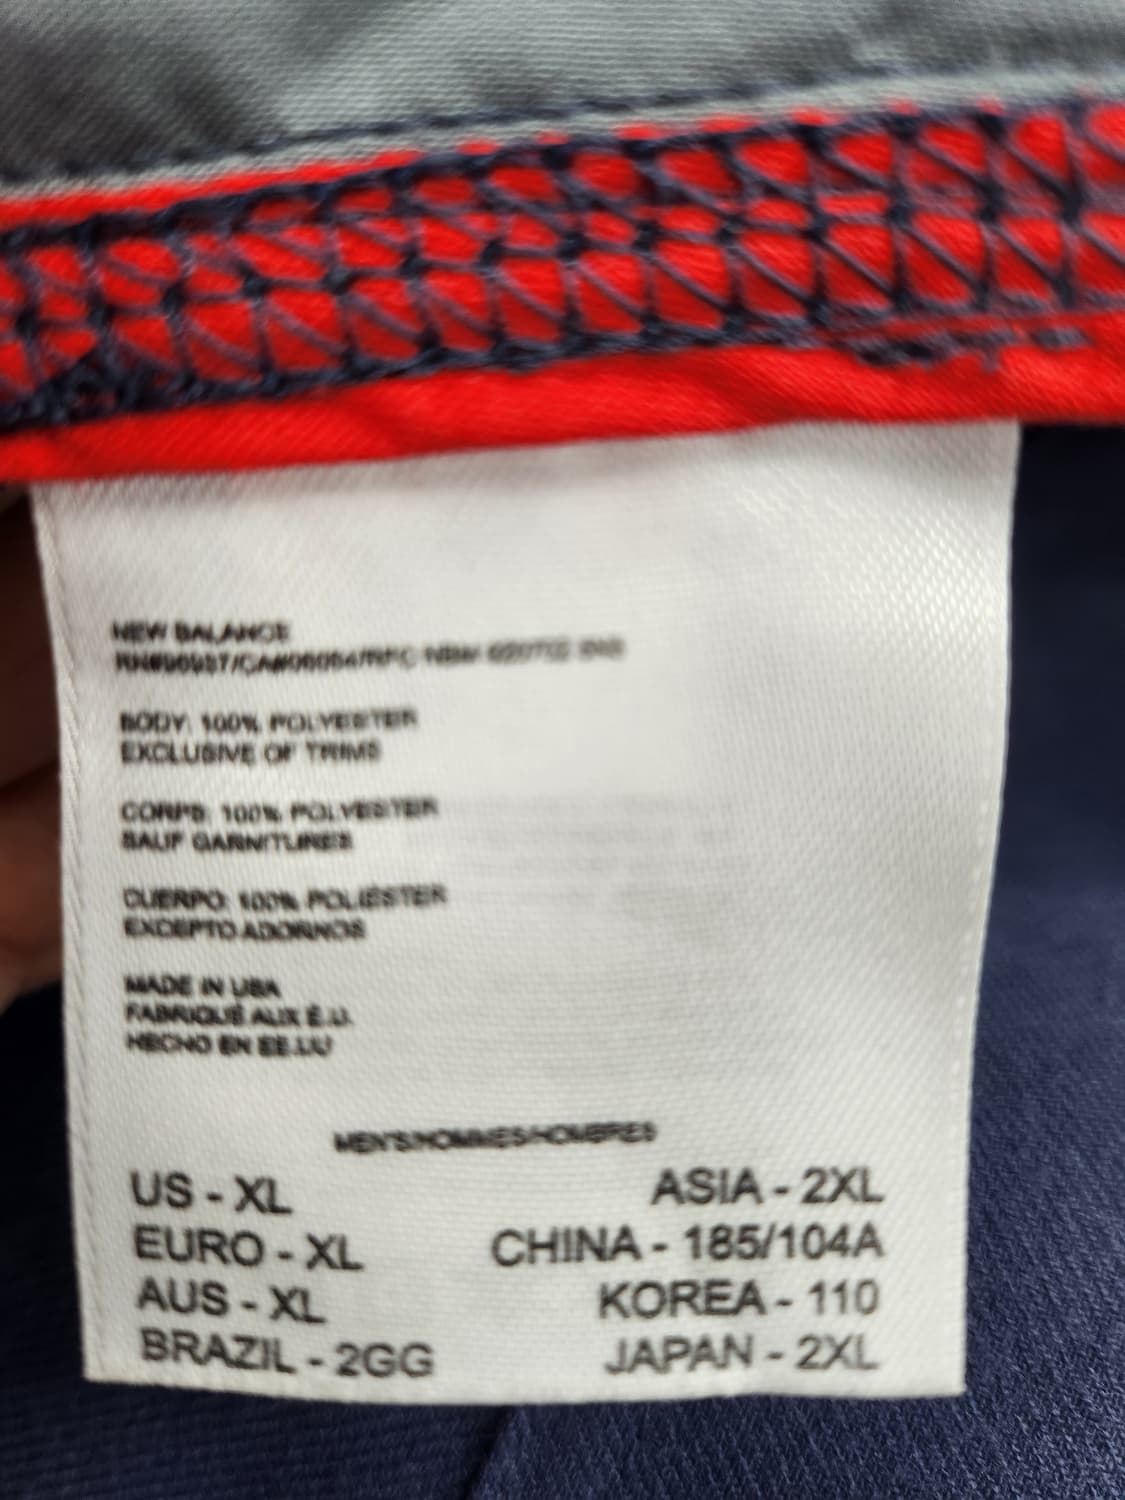 NEW BALANCE
BODY: 100% POLYESTER
EXCLUSIVE OF TRIMS
CORPS: 100% POLYESTER
SAUF GARNITURES
CUERPO: 100% POLIÉSTER
EXCEPTO ADORNOS
MADE IN USA
FABRIQUÉ AUX É.U.
HECHO EN EE.UU
MEN'S/HOMMES/HOMBRES
US - XL
EURO - XL
AUS - XL
BRAZIL - 2GG
ASIA - 2XL
CHINA - 185/104A
KOREA - 110
JAPAN - 2XL